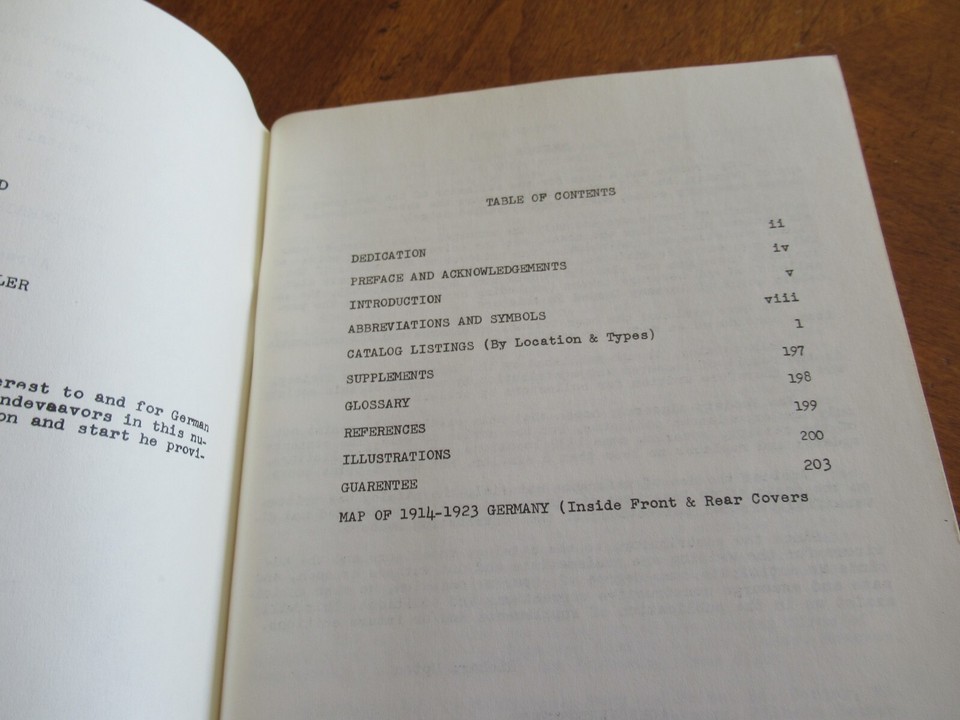 D
LER
erest to and for German
ndevaavors in this nu-
on and start he provi-
TABLE OF CONTENTS
DEDICATION ii
PREFACE AND ACKNOWLEDGEMENTS iv
INTRODUCTION v
ABBREVIATIONS AND SYMBOLS viii
CATALOG LISTINGS (By Location & Types) 1
SUPPLEMENTS 197
GLOSSARY 198
REFERENCES 199
ILLUSTRATIONS 200
GUARENTEE 203
MAP OF 1914-1923 GERMANY (Inside Front & Rear Covers